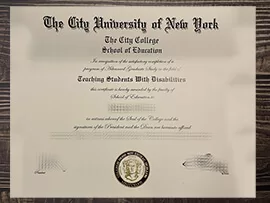 The City University of New York
The City College
School of Education
In recognition of the satisfactory completion of a
program of Advanced Graduate Study in the field of
Teaching Students With Disabilities
this certificate is hereby awarded by the faculty of
School of Education to
in witness whereof the Seal of the College and the
signatures of the President and the Dean are hereunto affixed